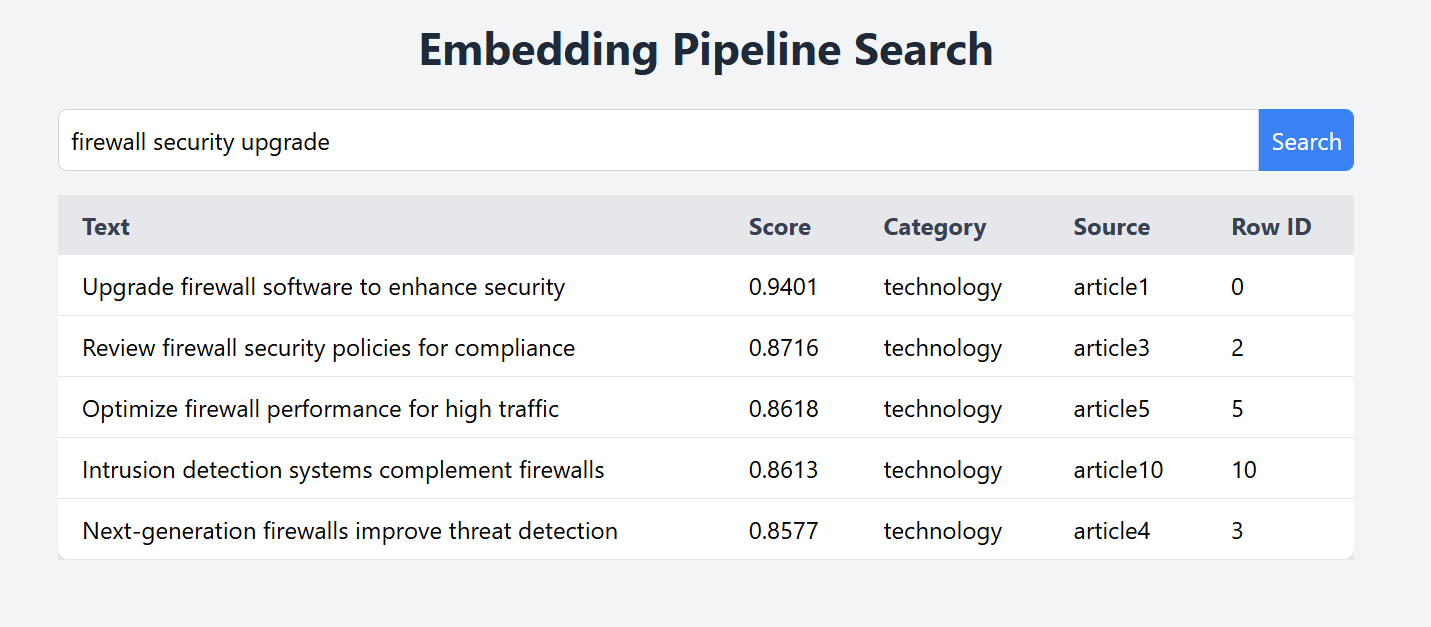 Embedding Pipeline Search
firewall security upgrade Search
Text Score Category Source Row ID
Upgrade firewall software to enhance security 0.9401 technology article1 0
Review firewall security policies for compliance 0.8716 technology article3 2
Optimize firewall performance for high traffic 0.8618 technology article5 5
Intrusion detection systems complement firewalls 0.8613 technology article10 10
Next-generation firewalls improve threat detection 0.8577 technology article4 3